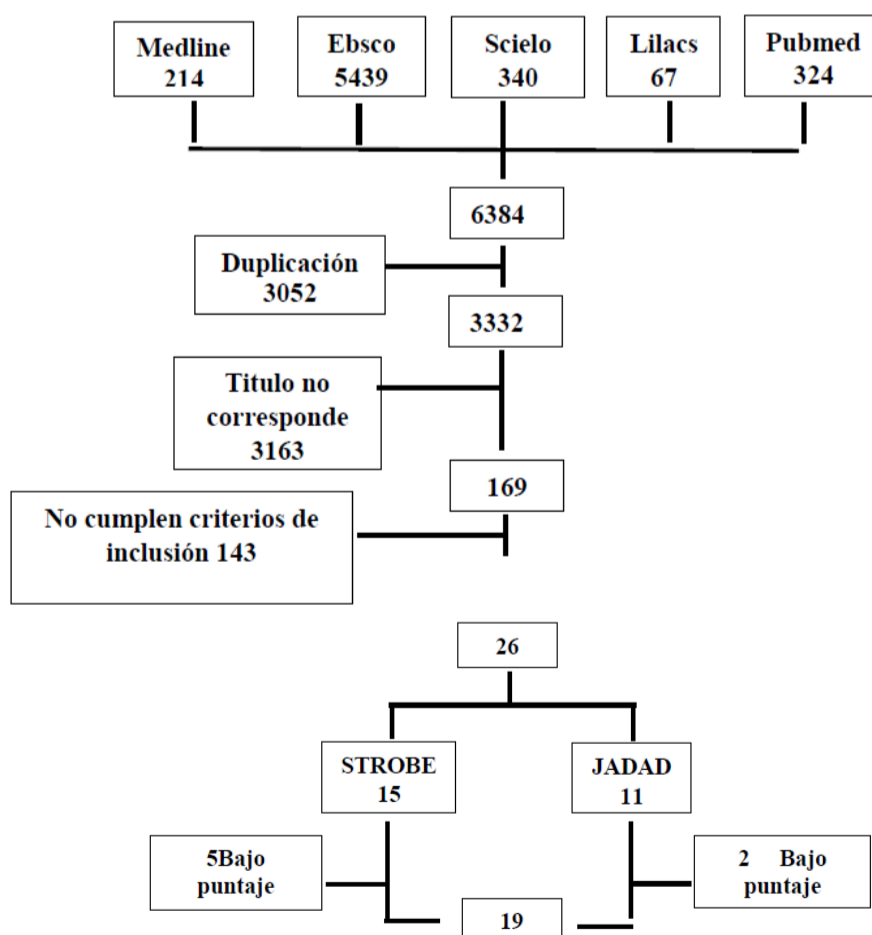 Medline
214
Ebsco
5439
Scielo
340
Lilacs
67
Pubmed
324
6384
Duplicación
3052
3332
Titulo no
corresponde
3163
169
No cumplen criterios de
inclusión 143
26
STROBE
15
JADAD
11
5Bajo
puntaje
2 Bajo
puntaje
19